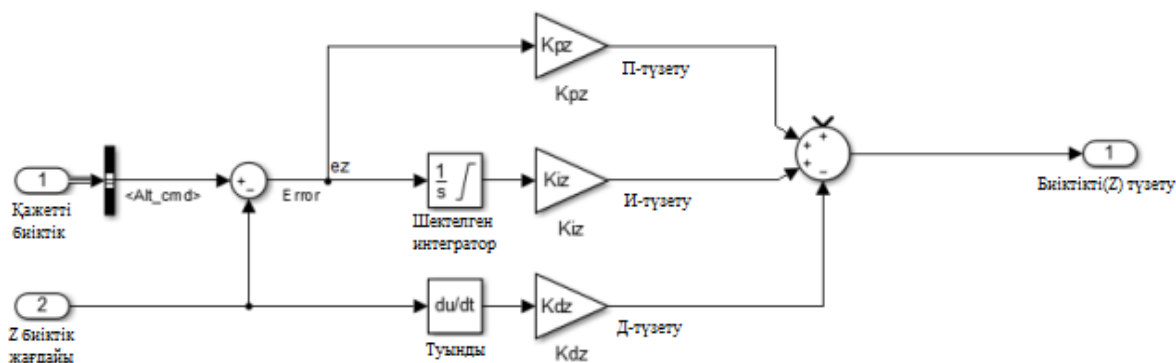 Kpz
П-түзету
Kpz
1
<Alt_cmd>
Қажетті
биіктік
+
-
Error
ez
1
s
Шектелген
интегратор
Kiz
И-түзету
Kiz
+
+
+
-
1
Биіктікті(Z) түзету
2
Z биіктік
жағдайы
du/dt
Туынды
Kdz
Д-түзету
Kdz